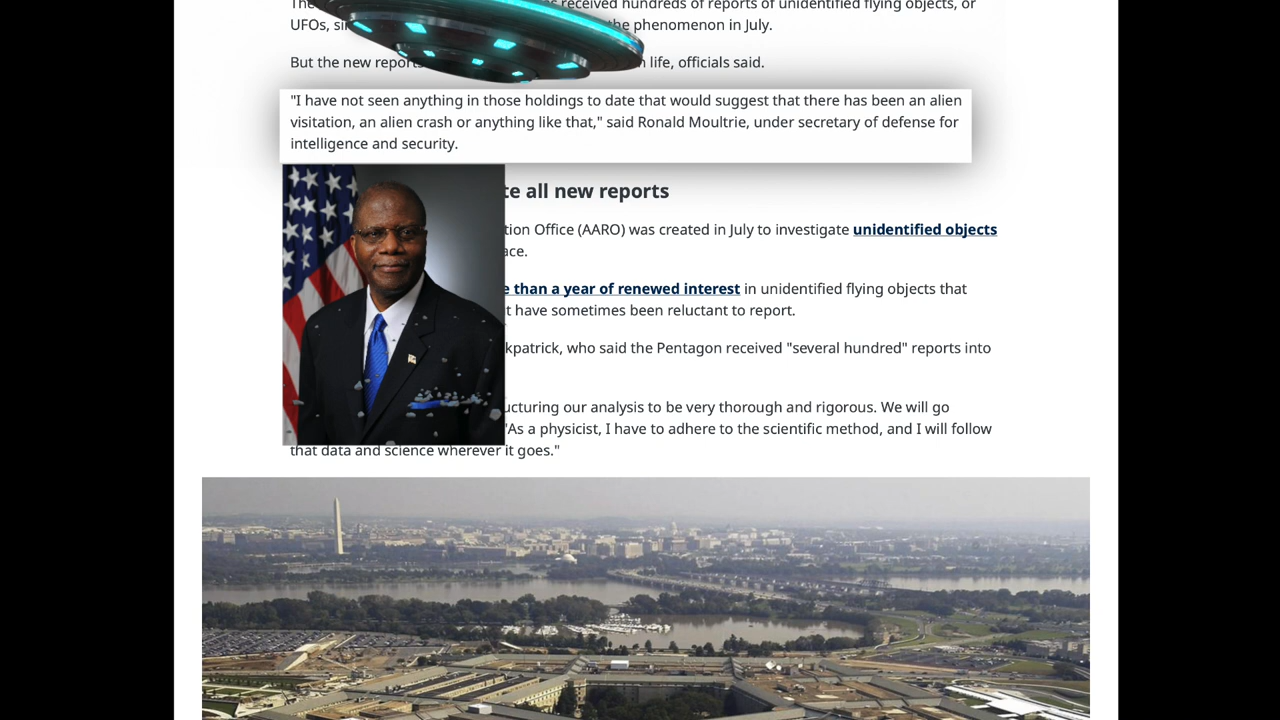 The received hundreds of reports of unidentified flying objects, or
UFOs, the phenomenon in July.
But the new life, officials said.
"I have not seen anything in those holdings to date that would suggest that there has been an alien
visitation, an alien crash or anything like that," said Ronald Moultrie, under secretary of defense for
intelligence and security.
all new reports
Office (AARO) was created in July to investigate unidentified objects
than a year of renewed interest in unidentified flying objects that
have sometimes been reluctant to report.
who said the Pentagon received "several hundred" reports into
our analysis to be very thorough and rigorous. We will go
"As a physicist, I have to adhere to the scientific method, and I will follow
that data and science wherever it goes."